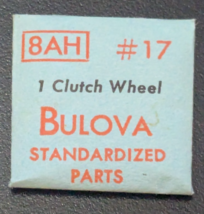 8AH #17
1 Clutch Wheel
BULOVA
STANDARDIZED
PARTS